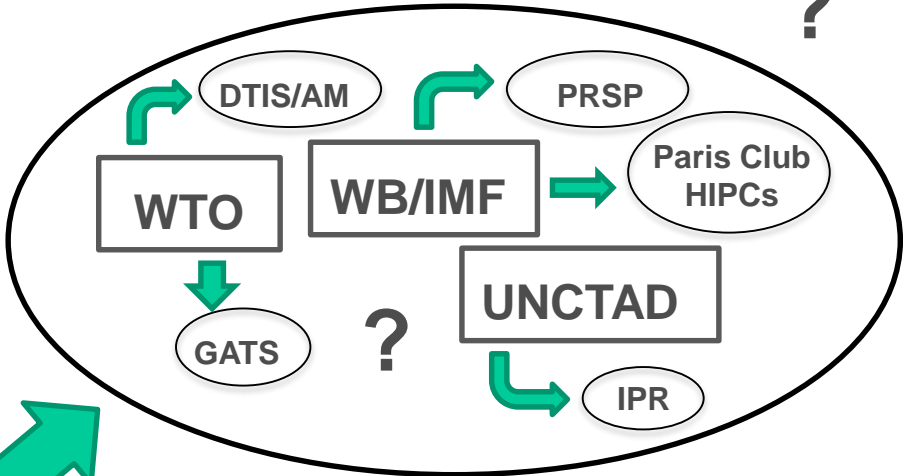 ?
DTIS/AM
PRSP
Paris Club
HIPCs
WTO
WB/IMF
UNCTAD
GATS
?
IPR